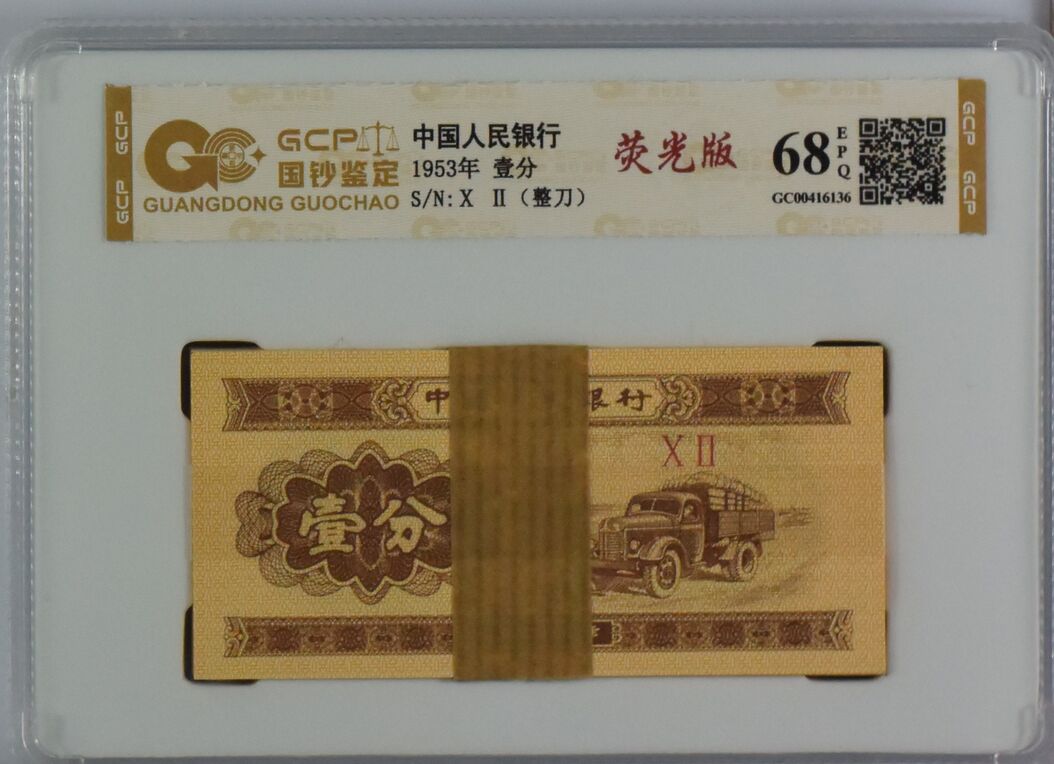 GCP
GCP
GC
GCP
国钞鉴定
GUANGDONG GUOCHAO
中国人民银行
1953年 壹分
S/N: X Ⅱ（整刀）
荧光版
68
EPQ
GC00416136
GCP
GCP
中 银行
X Ⅱ
壹分